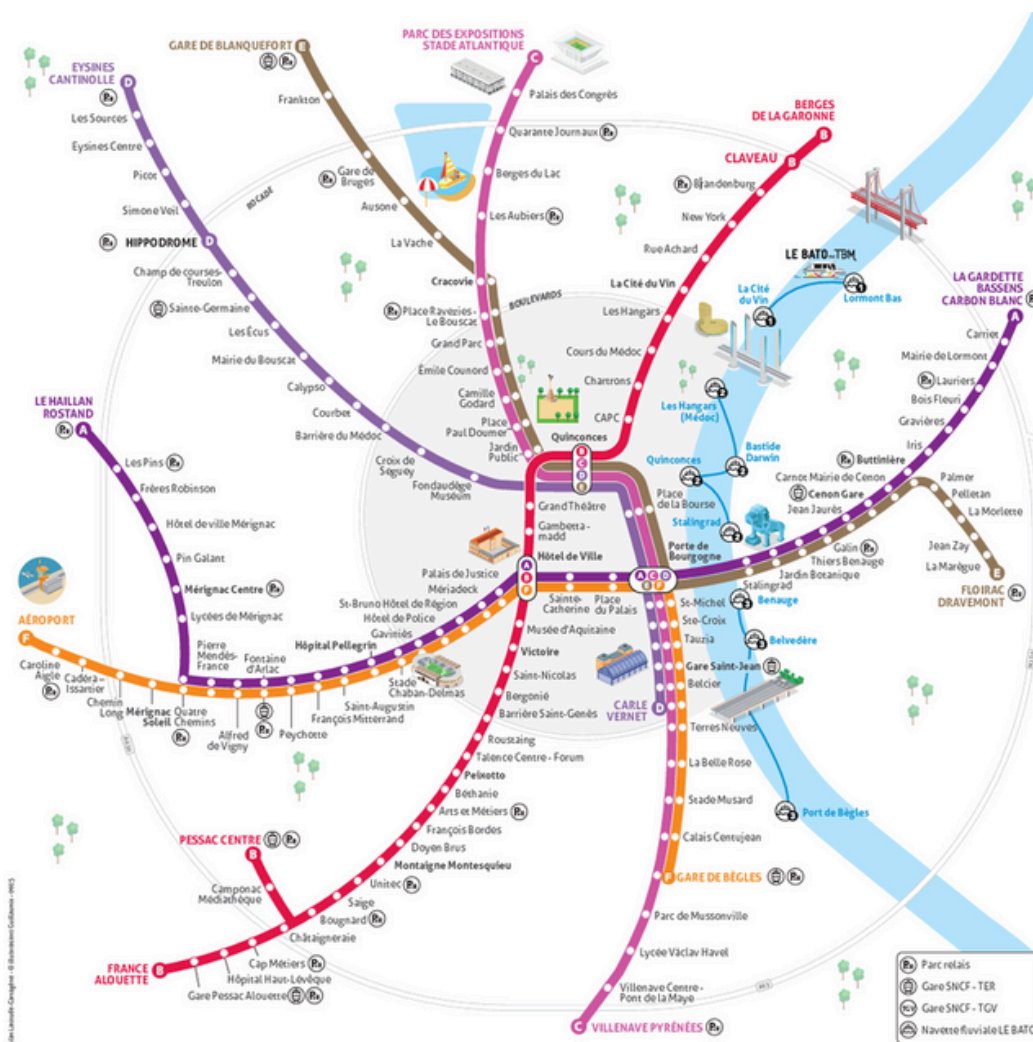 GARE DE BLANQUEFORT
E
Frankton
Gare de
Bruges
Ausone
La Vache
PARC DES EXPOSITIONS
STADE ATLANTIQUE
C
Palais des Congrès
Quarante Journaux
Berges du Lac
Les Aubiers
Cracovie
Place Ravezies-
Le Bouscat
Grand Parc
Émile Counord
Camille
Godard
Place
Paul Doumer
Jardin
Public
EYSINES
CANTINOLLE
D
Les Sources
Eysines Centre
Picot
Simone Veil
HIPPODROME
D
Champ de courses-
Treulon
Sainte-Germaine
Les Écus
Mairie du Bouscat
Calypso
Courbet
Barrière du Médoc
Croix de
Seguey
Fondaudège
Muséum
ROCADE
BOULEVARDS
BERGES
DE LA GARONNE
B
CLAVEAU
B
Brandenburg
New York
Rue Achard
La Cité du Vin
Les Hangars
Cours du Médoc
Chartrons
CAPC
Quinconces
B
C
D
E
LE BATO
TBM
La Cité
du Vin
1
Lormont Bas
1
Les Hangars
(Médoc)
2
Bastide
Darwin
2
Quinconces
2
Stalingrad
2
Benauge
3
Belvédère
3
Port de Bègles
3
LA GARDETTE
BASSENS
CARBON BLANC
A
Carriet
Mairie de Lormont
Lauriers
Bois Fleuri
Gravières
Iris
Buttinière
Carnot Mairie de Cenon
Cenon Gare
Jean Jaurès
Palmer
Pelletan
La Morlette
Jean Zay
La Marègue
E
FLOIRAC
DRAVEMONT
Galin
Thiers Benauge
Jardin Botanique
Stalingrad
LE HAILLAN
ROSTAND
A
Les Pins
Frères Robinson
Hôtel de ville Mérignac
Pin Galant
Mérignac Centre
Lycées de Mérignac
Pierre
Mendès-
France
Fontaine
d'Arlac
Hôpital Pellegrin
Gaviniès
Hôtel de Police
St-Bruno Hôtel de Région
Mériadeck
Palais de Justice
Hôtel de Ville
A
B
F
Grand Théâtre
Gambetta-
madd
Place
de la Bourse
Porte de
Bourgogne
A C D
E F
Sainte-
Catherine
Place
du Palais
AÉROPORT
F
Caroline
Aigle
Cadéra-
Issartier
Chemin
Long
Mérignac
Soleil
Quatre
Chemins
Alfred
de Vigny
Peychotte
François Mitterrand
Saint-Augustin
Stade
Chaban-Delmas
Musée d'Aquitaine
Victoire
Saint-Nicolas
Bergonié
Barrière Saint-Genès
Roustaing
Talence Centre - Forum
Peixotto
Béthanie
Arts et Métiers
François Bordes
Doyen Brus
Montaigne Montesquieu
Unitec
Saige
Bougnard
Châtaigneraie
Cap Métiers
Hôpital Haut-Lévêque
Gare Pessac Alouette
PESSAC CENTRE
B
Camponac
Médiathèque
FRANCE
ALOUETTE
B
St-Michel
Ste-Croix
Tauzia
Gare Saint-Jean
Belcier
CARLE
VERNET
D
Terres Neuves
La Belle Rose
Stade Musard
Calais Centujean
F
GARE DE BÈGLES
Parc de Mussonville
Lycée Václav Havel
Villenave Centre-
Pont de la Maye
C
VILLENAVE PYRÉNÉES
Parc relais
Gare SNCF - TER
TGV
Gare SNCF - TGV
Navette fluviale LE BATO